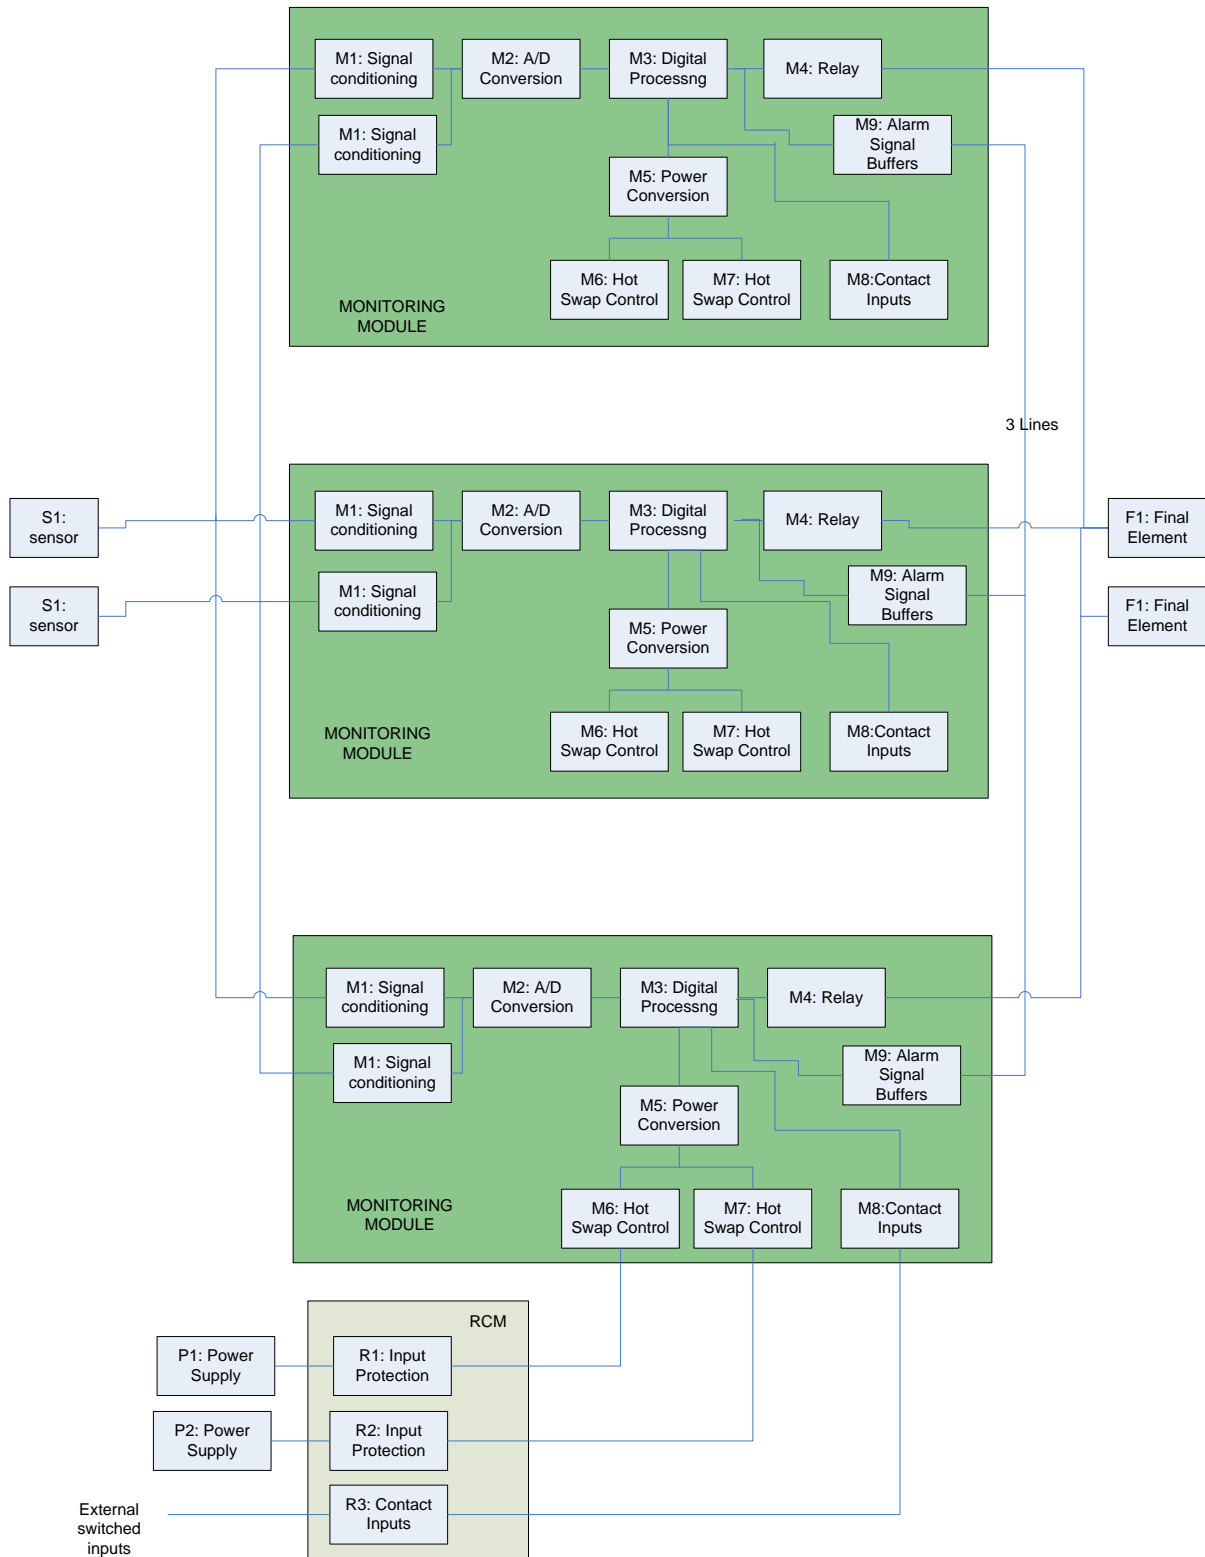 M1: Signal
conditioning
M2: A/D
Conversion
M3: Digital
Processng
M4: Relay
M1: Signal
conditioning
M9: Alarm
Signal
Buffers
M5: Power
Conversion
M6: Hot
Swap Control
M7: Hot
Swap Control
M8:Contact
Inputs
MONITORING
MODULE
3 Lines
S1:
sensor
M1: Signal
conditioning
M2: A/D
Conversion
M3: Digital
Processng
M4: Relay
F1: Final
Element
S1:
sensor
M1: Signal
conditioning
M9: Alarm
Signal
Buffers
F1: Final
Element
M5: Power
Conversion
M6: Hot
Swap Control
M7: Hot
Swap Control
M8:Contact
Inputs
MONITORING
MODULE
M1: Signal
conditioning
M2: A/D
Conversion
M3: Digital
Processng
M4: Relay
M1: Signal
conditioning
M9: Alarm
Signal
Buffers
M5: Power
Conversion
M6: Hot
Swap Control
M7: Hot
Swap Control
M8:Contact
Inputs
MONITORING
MODULE
RCM
P1: Power
Supply
R1: Input
Protection
P2: Power
Supply
R2: Input
Protection
External
switched
inputs
R3: Contact
Inputs